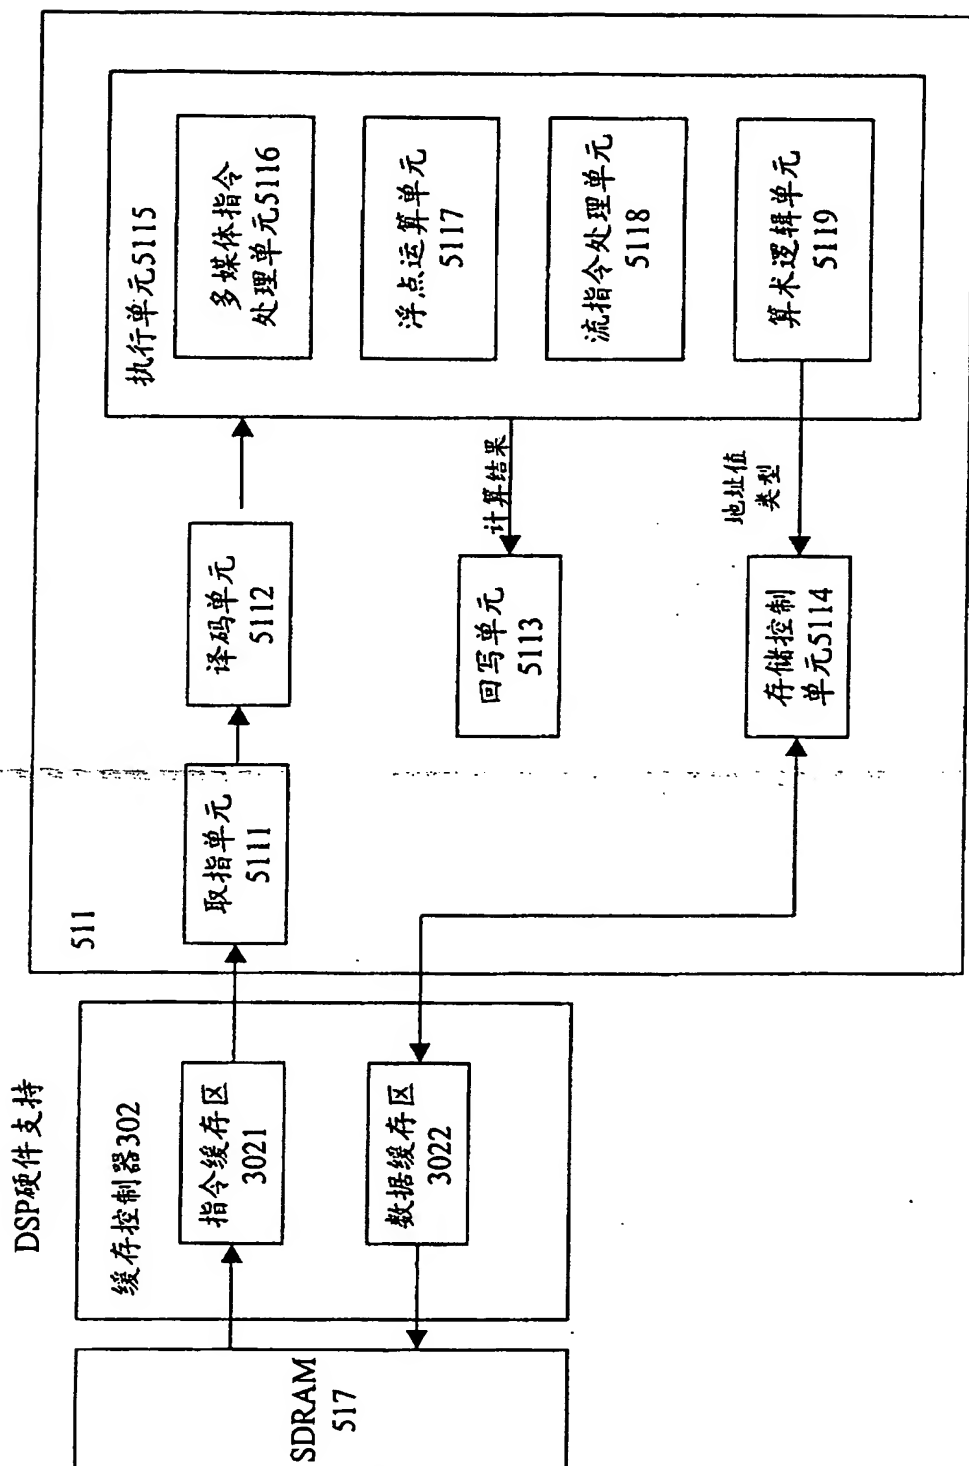 DSP硬件支持
SDRAM
517
缓存控制器302
指令缓存区
3021
数据缓存区
3022
511
取指单元
5111
译码单元
5112
回写单元
5113
存储控制
单元5114
计算结果
地址值
类型
执行单元5115
多媒体指令
处理单元5116
浮点运算单元
5117
流指令处理单元
5118
算术逻辑单元
5119